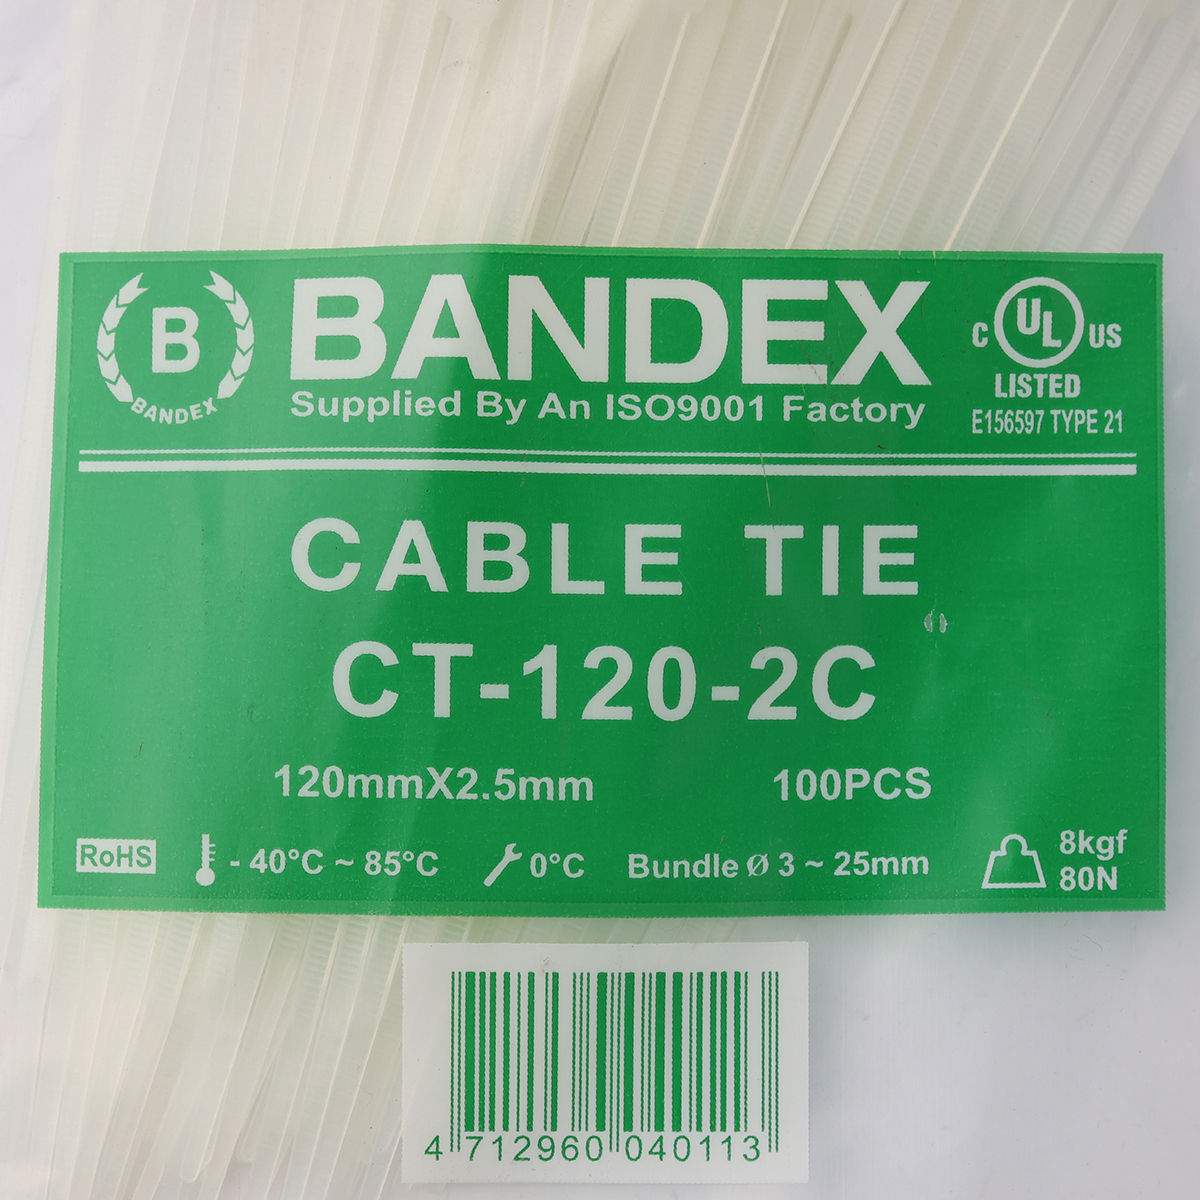 B
BANDEX
BANDEX
Supplied By An ISO9001 Factory
C UL US
LISTED
E156597 TYPE 21
CABLE TIE
CT-120-2C
120mmX2.5mm 100PCS
RoHS - 40°C ~ 85°C 0°C Bundle Ø 3 ~ 25mm 8kgf
80N
4 712960 040113